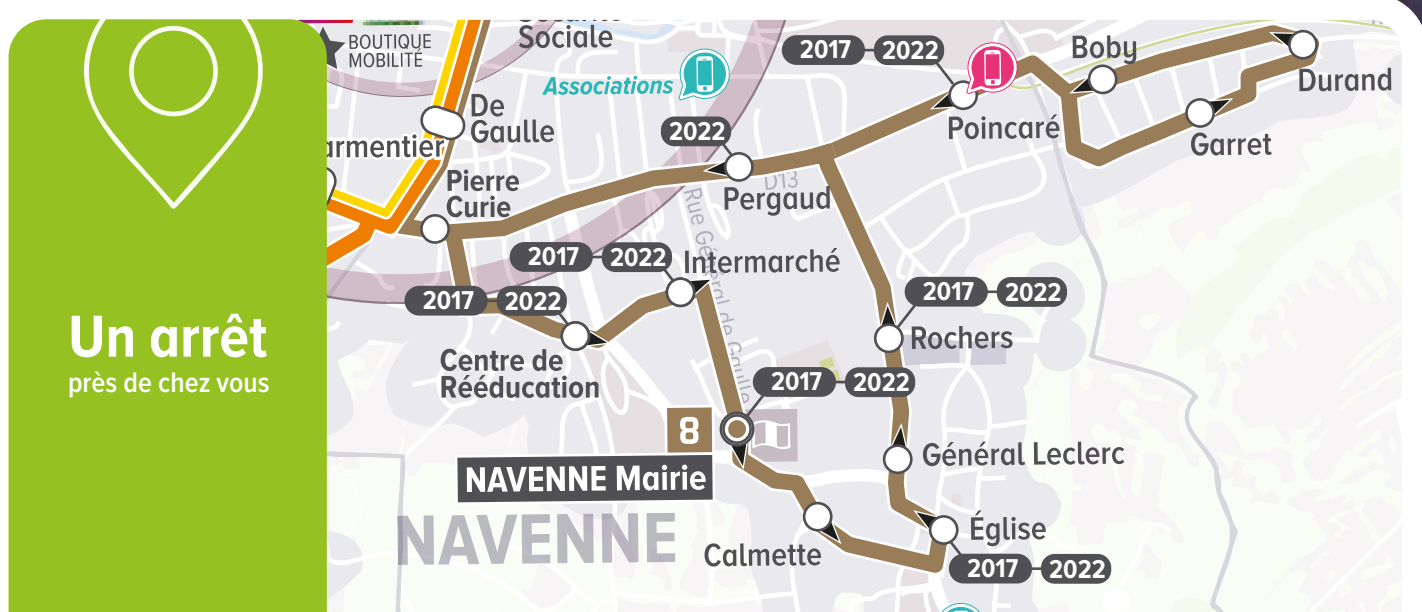 Sociale
BOUTIQUE
MOBILITÉ
Associations
De
Gaulle
armentier
Pierre
Curie
2017 2022
Poincaré
Boby
Durand
Garret
2022
Pergaud
D13
Rue Général de Gaulle
2017 2022
Intermarché
2017 2022
Centre de
Rééducation
2017 2022
Rochers
2017 2022
8
NAVENNE Mairie
NAVENNE
Général Leclerc
Calmette
Église
2017 2022
Un arrêt
près de chez vous